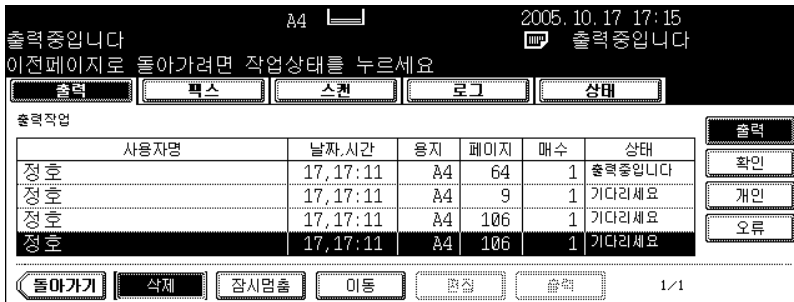 A4 2005.10.17 17:15
출력중입니다 출력중입니다
이전페이지로 돌아가려면 작업상태를 누르세요
출력 팩스 스캔 로그 상태
출력작업
출력
사용자명 날짜,시간 용지 페이지 매수 상태
정호 17,17:11 A4 64 1 출력중입니다
확인
정호 17,17:11 A4 9 1 기다리세요
개인
정호 17,17:11 A4 106 1 기다리세요
오류
정호 17,17:11 A4 106 1 기다리세요
돌아가기 삭제 잠시멈춤 이동 편집 출력 1/1